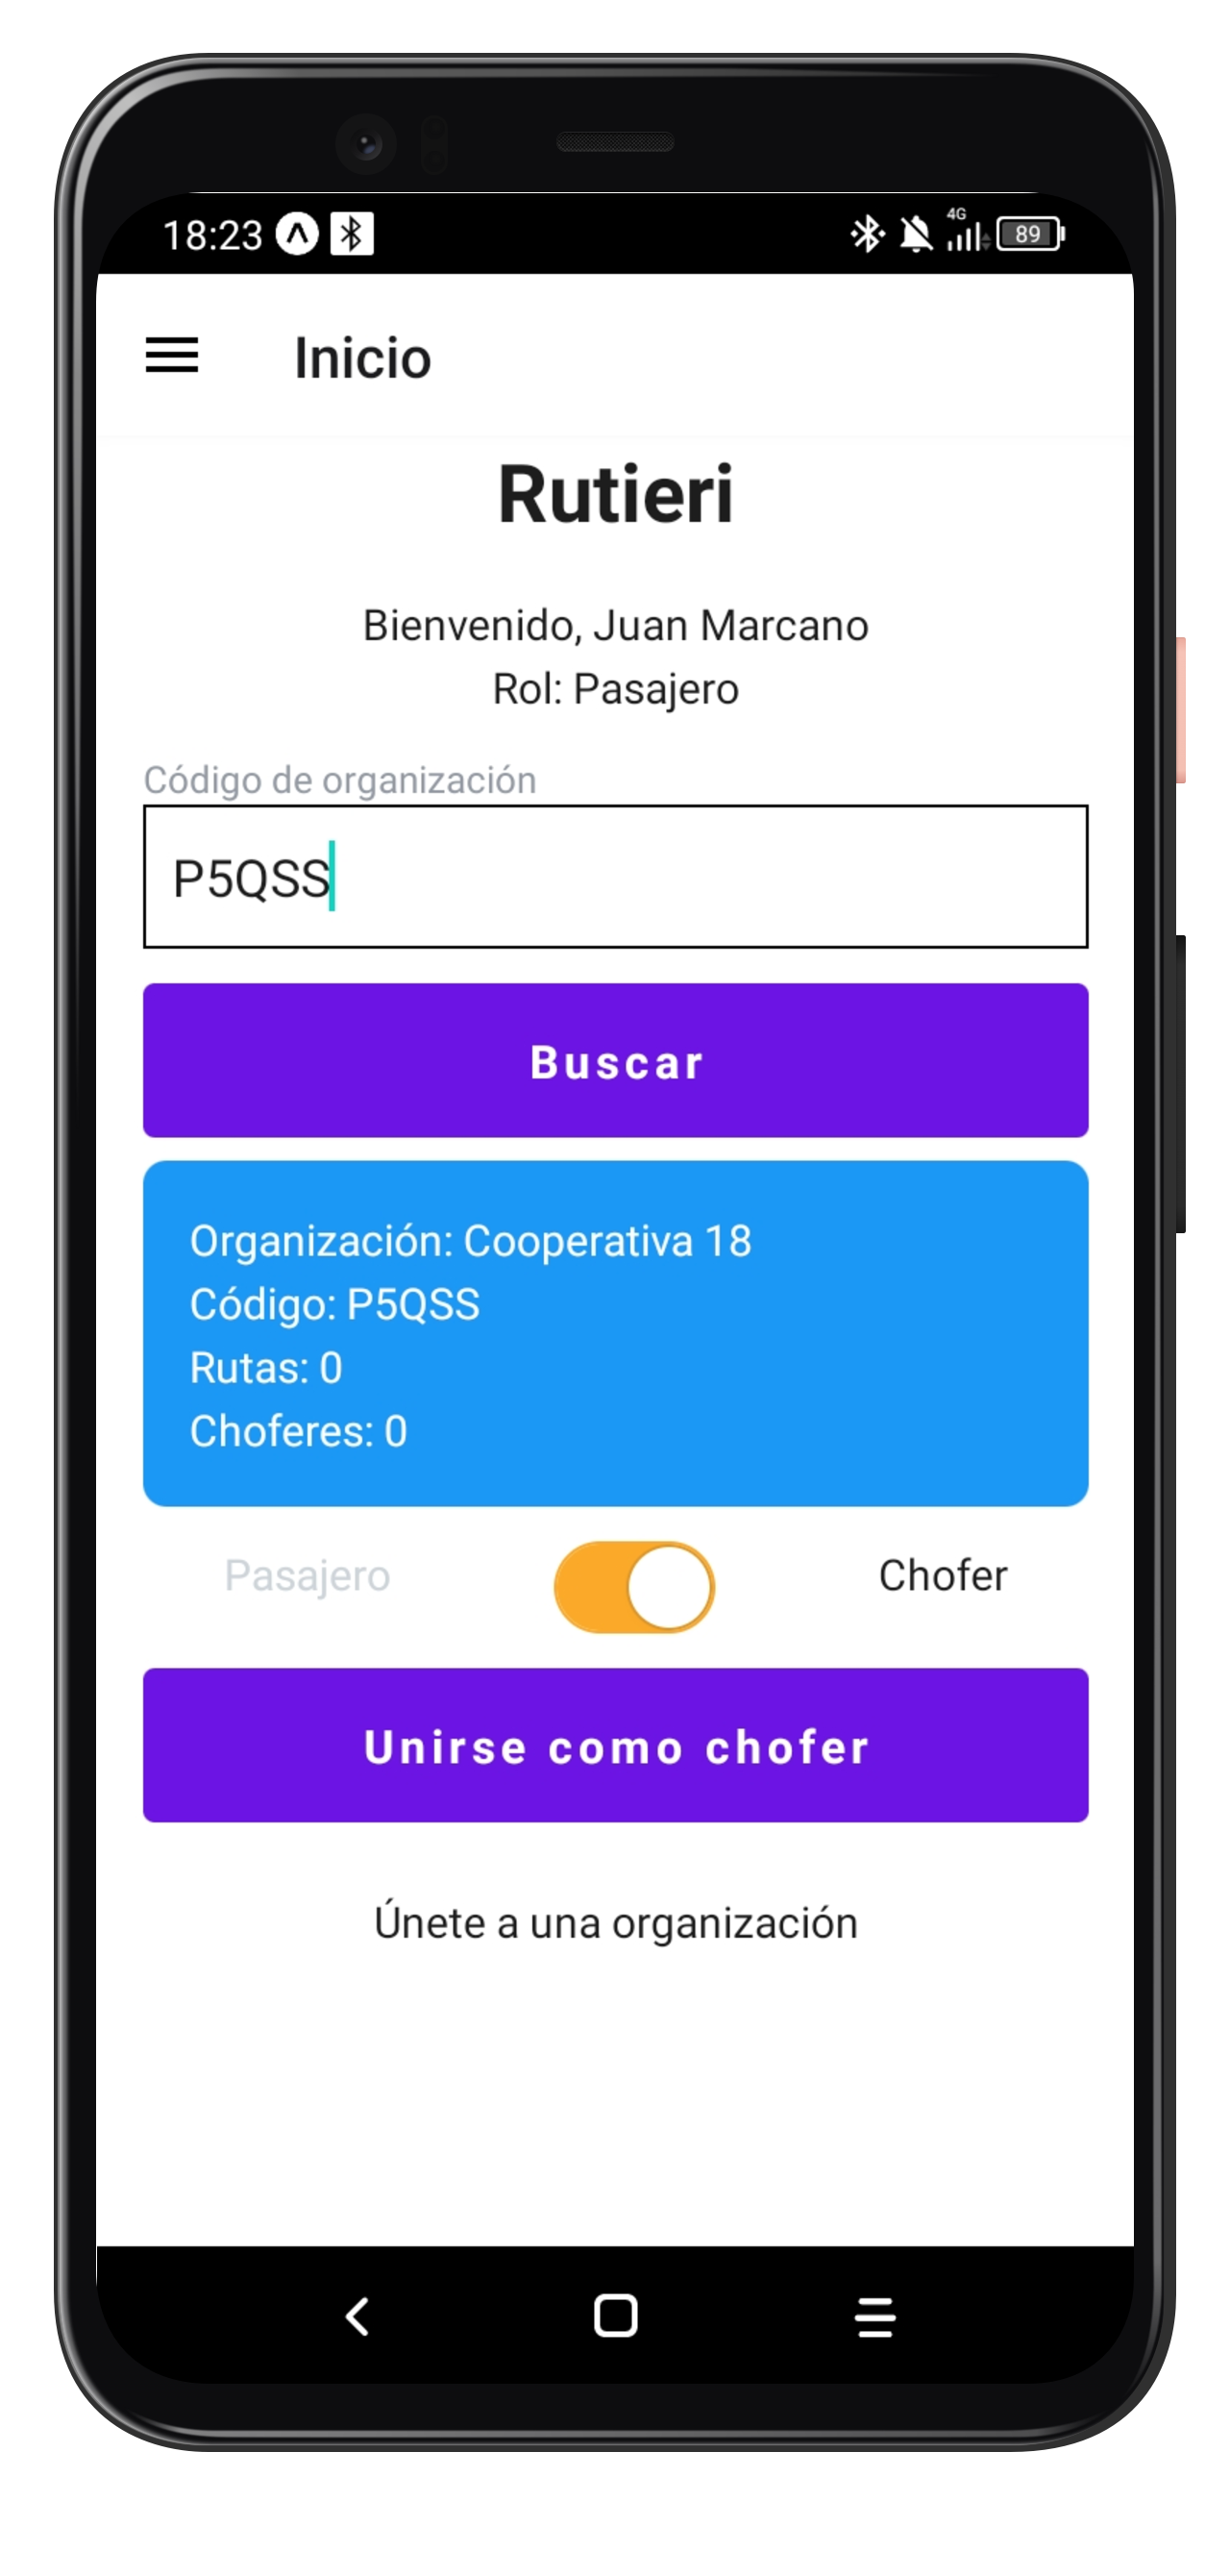 18:23
4G
89
Inicio
Rutieri
Bienvenido, Juan Marcano
Rol: Pasajero
Código de organización
P5QSS
Buscar
Organización: Cooperativa 18
Código: P5QSS
Rutas: 0
Choferes: 0
Pasajero
Chofer
Unirse como chofer
Únete a una organización